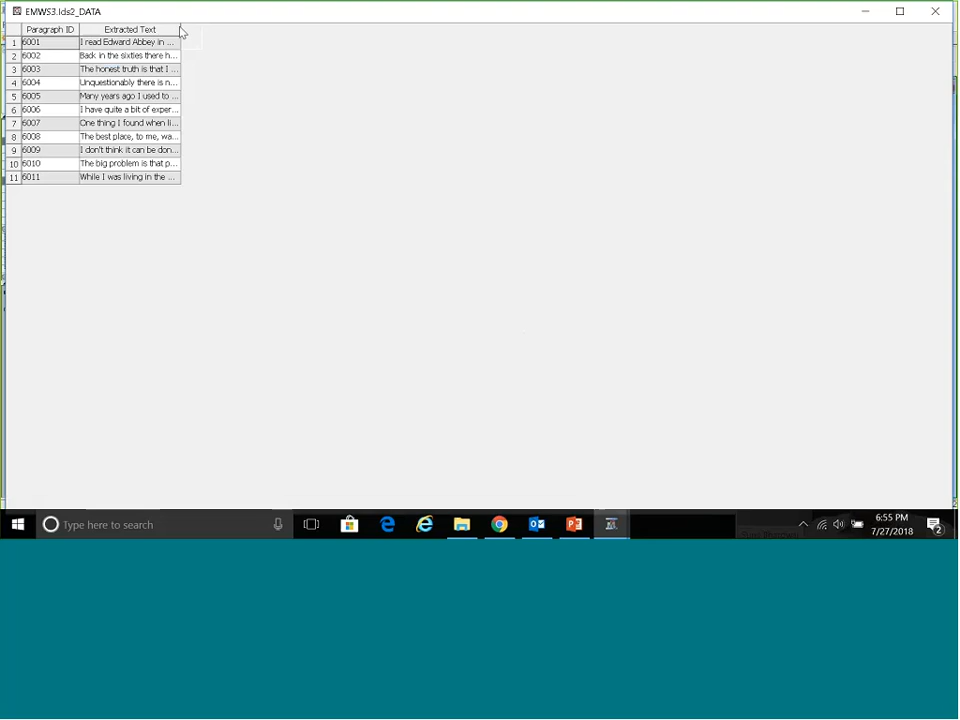 EMWS3.Ids2_DATA
Paragraph ID Extracted Text
1 6001 I read Edward Abbey in ...
2 6002 Back in the sixties there h...
3 6003 The honest truth is that I ...
4 6004 Unquestionably there is n...
5 6005 Many years ago I used to ...
6 6006 I have quite a bit of exper...
7 6007 One thing I found when li...
8 6008 The best place, to me, wa...
9 6009 I don't think it can be don...
10 6010 The big problem is that p...
11 6011 While I was living in the ...
Type here to search
6:55 PM
7/27/2018
2